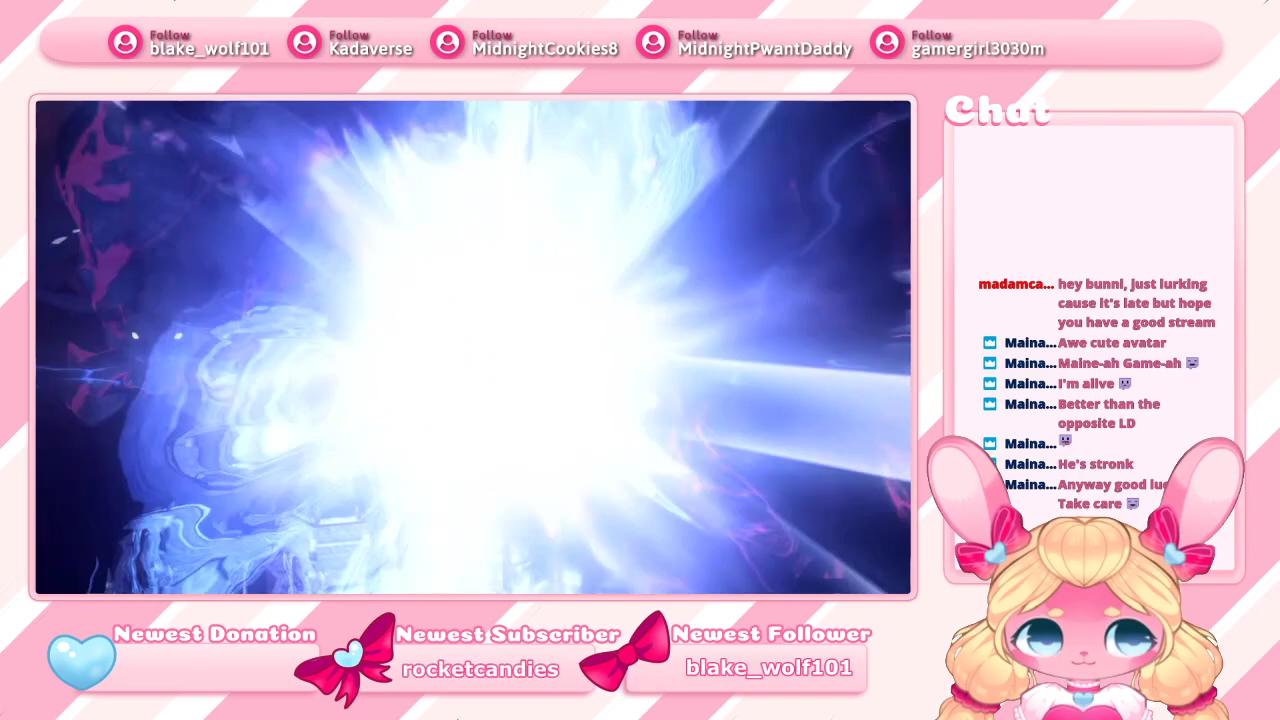 Follow
blake_wolf101
Follow
Kadaverse
Follow
MidnightCookies8
Follow
MidnightPwantDaddy
Follow
gamergirl3030m
Chat
madamca... hey bunni, just lurking
cause it's late but hope
you have a good stream
Maina... Awe cute avatar
Maina... Maine-ah Game-ah
Maina... I'm alive
Maina... Better than the
opposite LD
Maina...
Maina... He's stronk
Maina... Anyway good
Take care
Newest Donation
Newest Subscriber
rocketcandies
Newest Follower
blake_wolf101